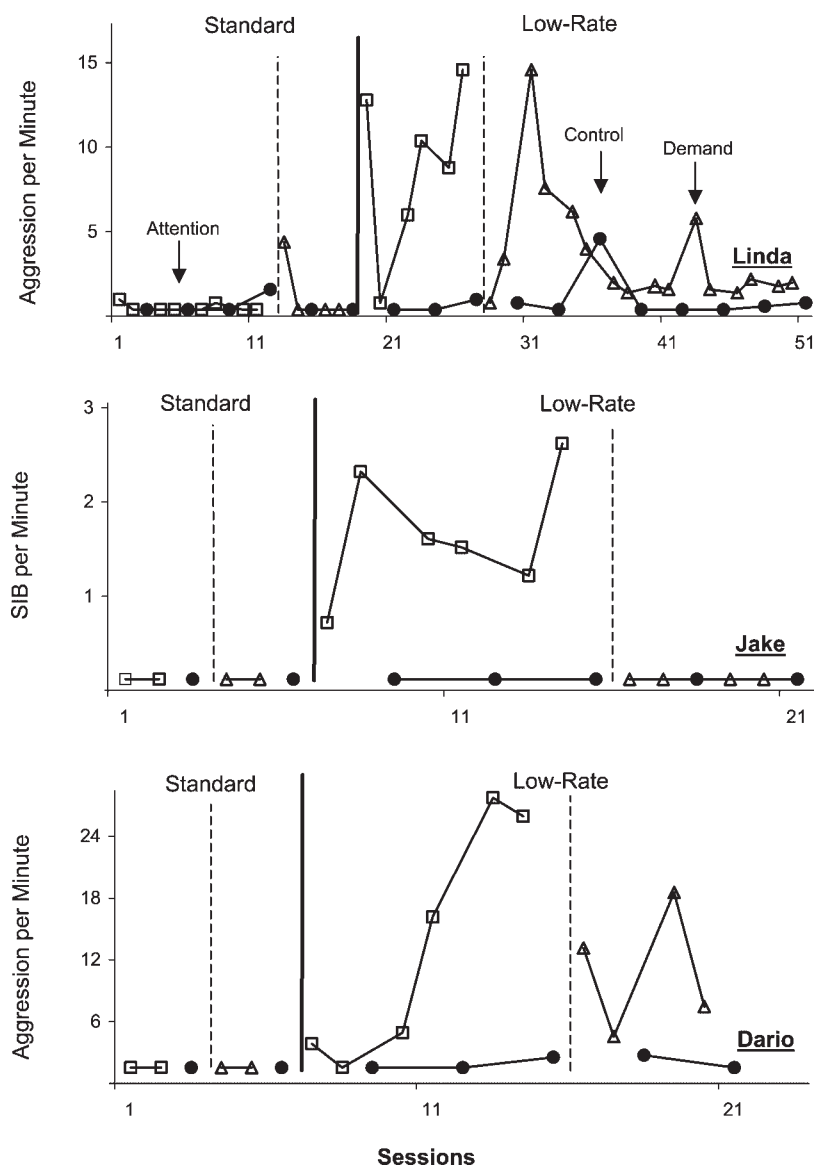 Standard
Low-Rate
15
10
5
Aggression per Minute
Attention
Control
Demand
Linda
1
11
21
31
41
51
Standard
Low-Rate
3
2
1
SIB per Minute
Jake
1
11
21
Standard
Low-Rate
24
18
12
6
Aggression per Minute
Dario
1
11
21
Sessions